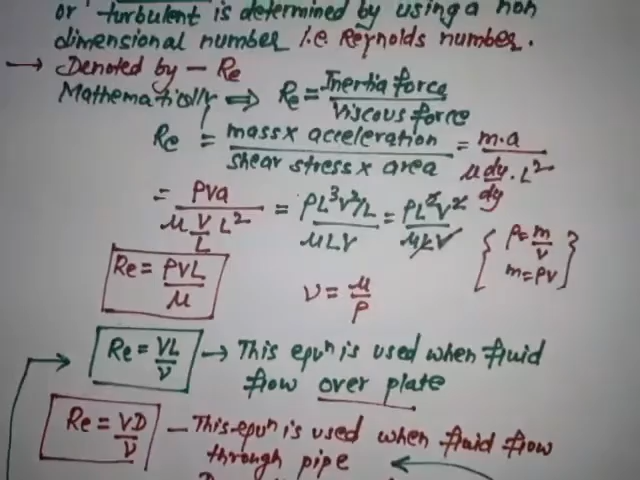 or turbulent is determined by using a non
dimensional number i.e Reynolds number.
→ Denoted by - Re
Mathematically ⇒ Re = Inertia force / Viscous force
Re = mass x acceleration / shear stress x area = m.a / μ du/dy . L²
= ρVa / μ V/L L² = ρL³V²/L / μLV = ρL²V² / μLV
{ρ = m/v
m = ρv}
Re = ρVL / μ
ν = μ/ρ
Re = VL/ν → This equⁿ is used when fluid
flow over plate
Re = VD/ν - This equⁿ is used when fluid flow
through pipe